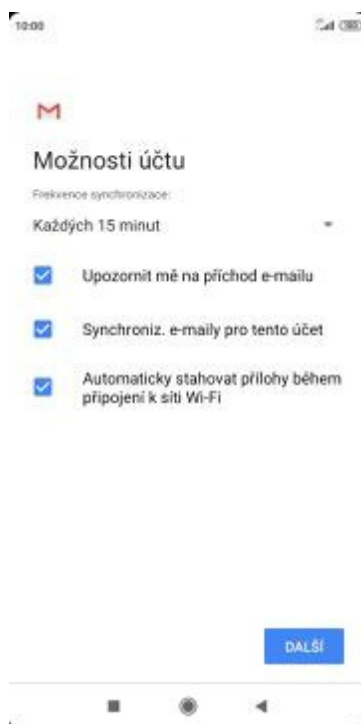 10:00
Možnosti účtu
Frekvence synchronizace:
Každých 15 minut
Upozornit mě na příchod e-mailu
Synchroniz. e-maily pro tento účet
Automaticky stahovat přílohy během
připojení k síti Wi-Fi
DALŠÍ